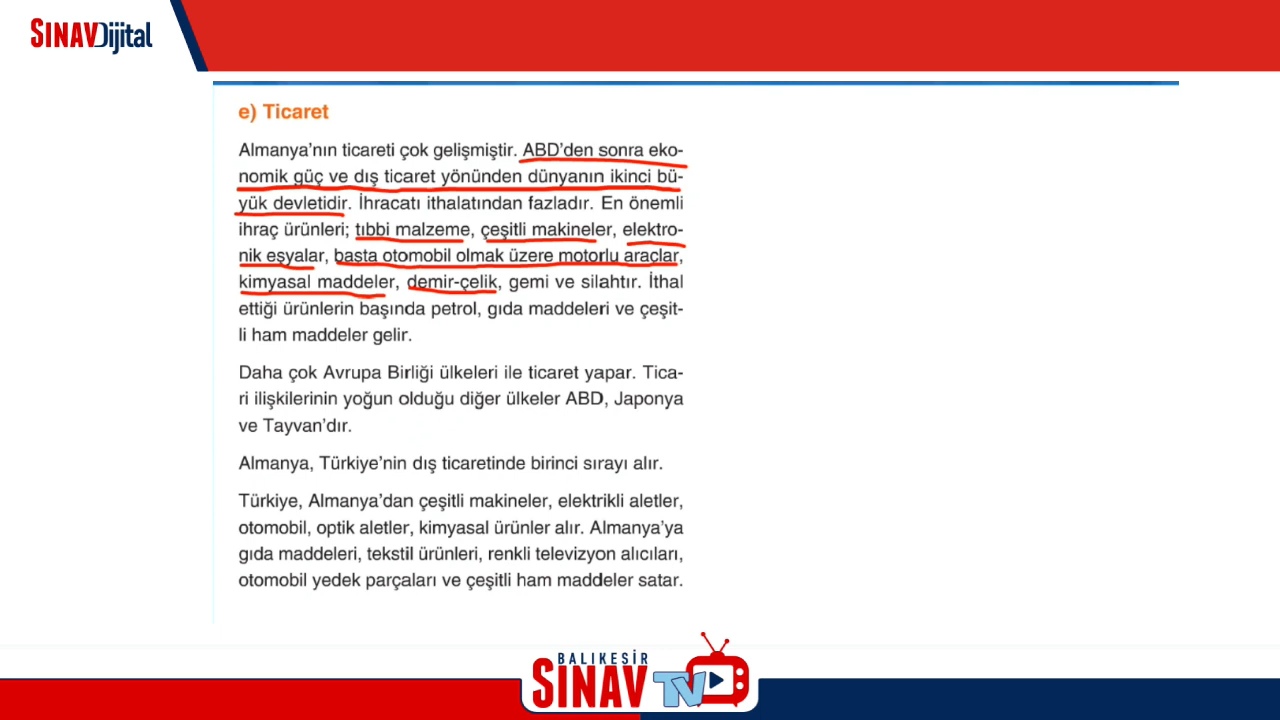 SINAVDijital
e) Ticaret
Almanya'nın ticareti çok gelişmiştir. ABD'den sonra eko-
nomik güç ve dış ticaret yönünden dünyanın ikinci bü-
yük devletidir. İhracatı ithalatından fazladır. En önemli
ihraç ürünleri; tıbbi malzeme, çeşitli makineler, elektro-
nik eşyalar, başta otomobil olmak üzere motorlu araçlar,
kimyasal maddeler, demir-çelik, gemi ve silahtır. İthal
ettiği ürünlerin başında petrol, gıda maddeleri ve çeşit-
li ham maddeler gelir.
Daha çok Avrupa Birliği ülkeleri ile ticaret yapar. Tica-
ri ilişkilerinin yoğun olduğu diğer ülkeler ABD, Japonya
ve Tayvan'dır.
Almanya, Türkiye'nin dış ticaretinde birinci sırayı alır.
Türkiye, Almanya'dan çeşitli makineler, elektrikli aletler,
otomobil, optik aletler, kimyasal ürünler alır. Almanya'ya
gıda maddeleri, tekstil ürünleri, renkli televizyon alıcıları,
otomobil yedek parçaları ve çeşitli ham maddeler satar.
BALIKESİR
SINAV TV